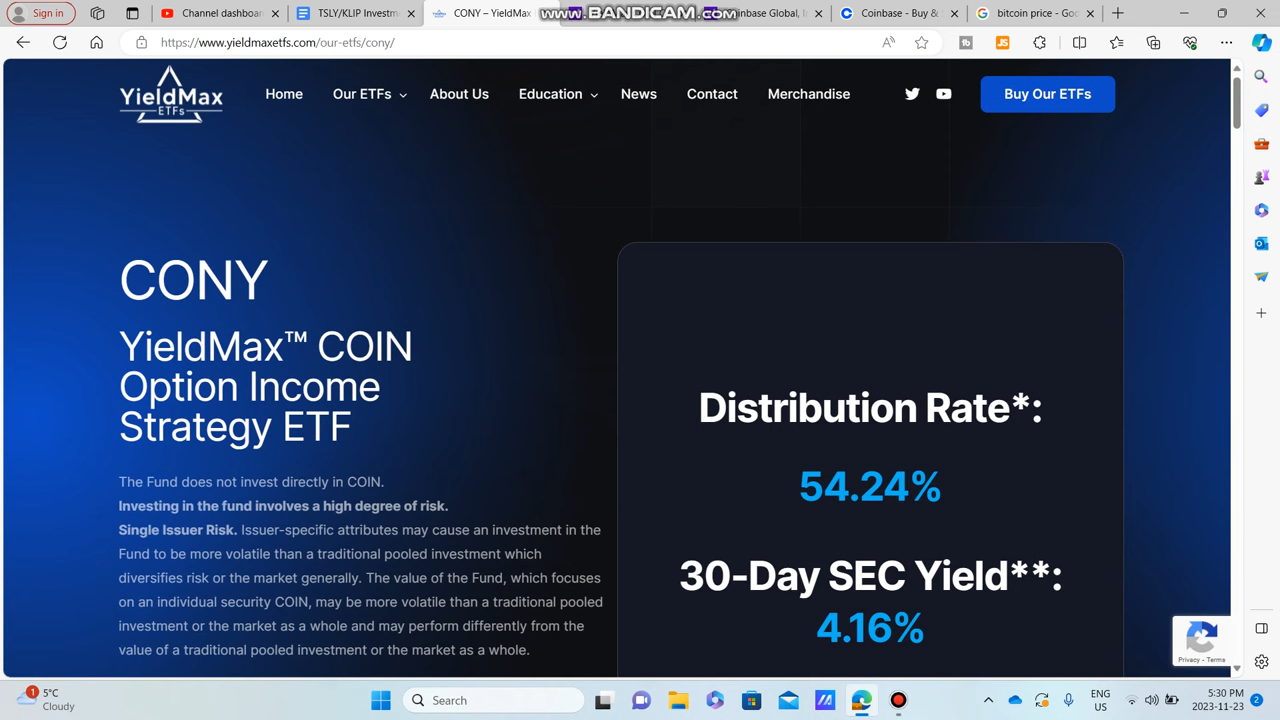 Sign in
Channel dashboar
TSLY/KLIP Investm
CONY – YieldMax
www.BANDICAM.com
inbase Global, I
Coinbase - Buy &
bitcoin price - Goo
https://www.yieldmaxetfs.com/our-etfs/cony/
YieldMax
ETFs
Home
Our ETFs
About Us
Education
News
Contact
Merchandise
Buy Our ETFs
CONY
YieldMax™ COIN
Option Income
Strategy ETF
The Fund does not invest directly in COIN.
Investing in the fund involves a high degree of risk.
Single Issuer Risk. Issuer-specific attributes may cause an investment in the
Fund to be more volatile than a traditional pooled investment which
diversifies risk or the market generally. The value of the Fund, which focuses
on an individual security COIN, may be more volatile than a traditional pooled
investment or the market as a whole and may perform differently from the
value of a traditional pooled investment or the market as a whole.
Distribution Rate*:
54.24%
30-Day SEC Yield**:
4.16%
Privacy - Terms
1
5°C
Cloudy
Search
ENG
US
5:30 PM
2023-11-23
2